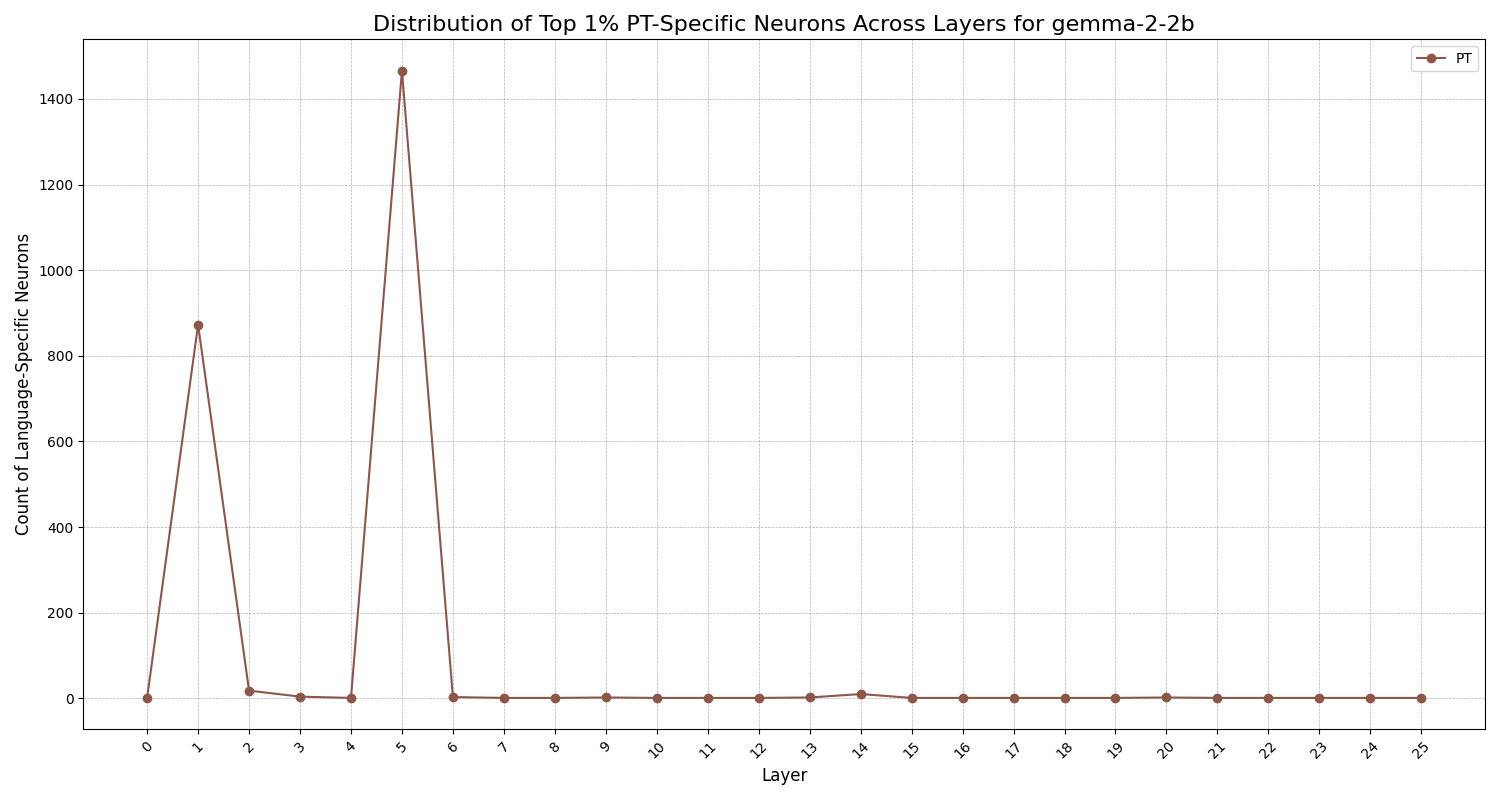 Distribution of Top 1% PT-Specific Neurons Across Layers for gemma-2-2b
PT
Count of Language-Specific Neurons
1400
1200
1000
800
600
400
200
0
0 1 2 3 4 5 6 7 8 9 10 11 12 13 14 15 16 17 18 19 20 21 22 23 24 25
Layer